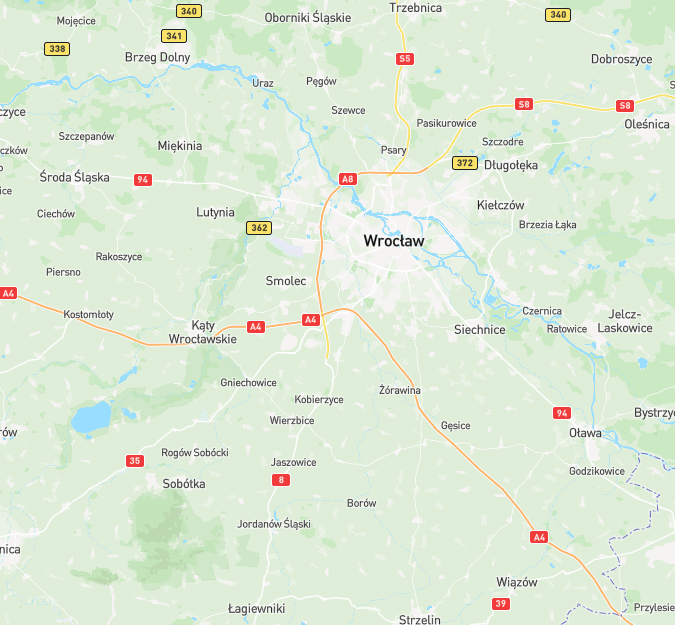 Trzebnica
340
340
Mojęcice
Oborniki Śląskie
341
338
Brzeg Dolny
S5
Dobroszyce
Uraz
Pęgów
S8
S8
Szewce
Pasikurowice
Oleśnica
Szczepanów
Miękinia
Szczodre
Psary
372
Długołęka
Środa Śląska
94
A8
Kiełczów
Ciechów
Lutynia
362
Brzezia Łąka
Wrocław
Rakoszyce
Piersno
Smolec
A4
Kostomłoty
Czernica
Jelcz-
Laskowice
A4
A4
Kąty
Wrocławskie
Siechnice
Ratowice
Gniechowice
Żórawina
Kobierzyce
94
Wierzbice
Gęsice
Oława
Rogów Sobócki
35
Jaszowice
Godzikowice
Sobótka
8
Borów
Jordanów Śląski
A4
Wiązów
39
Łagiewniki
Strzelin